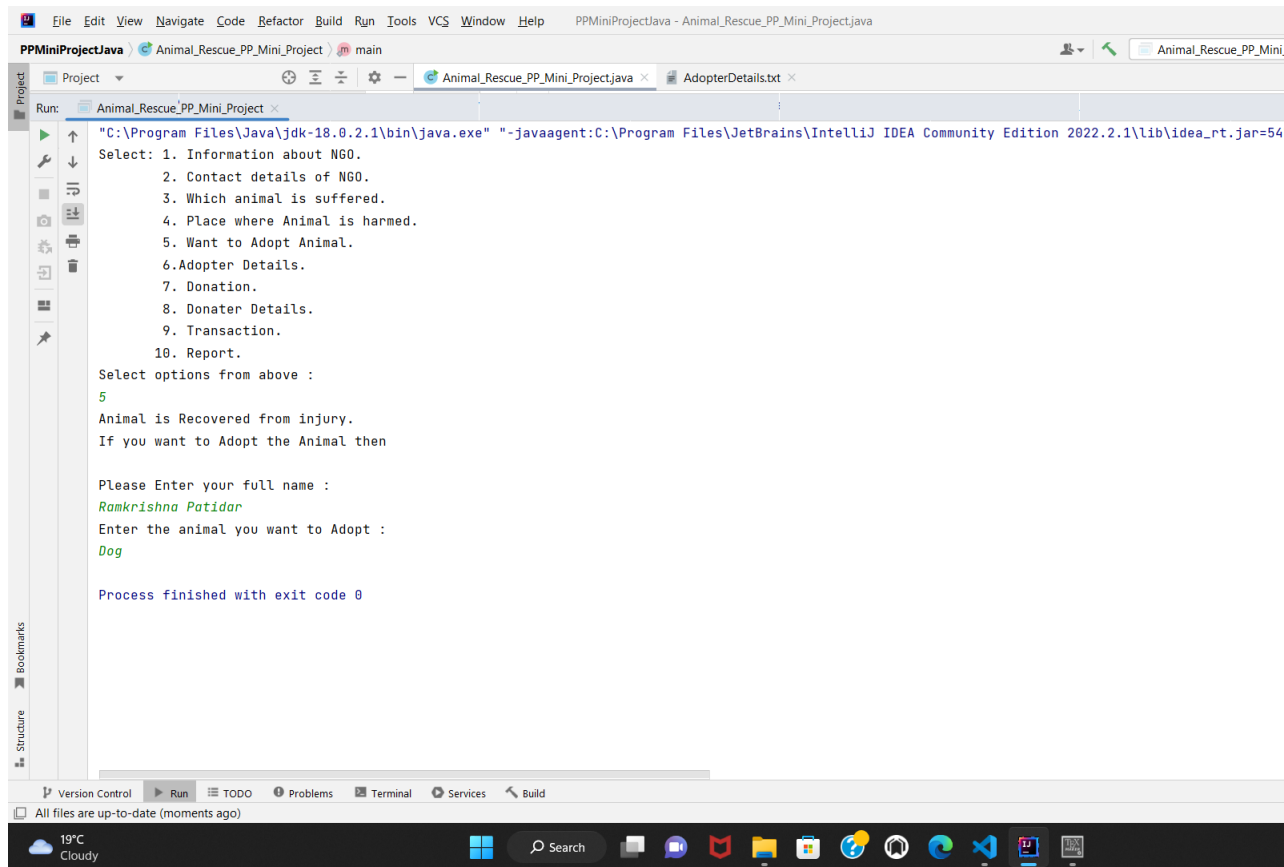 File Edit View Navigate Code Refactor Build Run Tools VCS Window Help PPMiniProjectJava - Animal_Rescue_PP_Mini_Project.java
PPMiniProjectJava Animal_Rescue_PP_Mini_Project main Animal_Rescue_PP_Mini_
Project Animal_Rescue_PP_Mini_Project.java AdopterDetails.txt
Project
Run: Animal_Rescue_PP_Mini_Project
"C:\Program Files\Java\jdk-18.0.2.1\bin\java.exe" "-javaagent:C:\Program Files\JetBrains\IntelliJ IDEA Community Edition 2022.2.1\lib\idea_rt.jar=54
Select: 1. Information about NGO.
2. Contact details of NGO.
3. Which animal is suffered.
4. Place where Animal is harmed.
5. Want to Adopt Animal.
6.Adopter Details.
7. Donation.
8. Donater Details.
9. Transaction.
10. Report.
Select options from above :
5
Animal is Recovered from injury.
If you want to Adopt the Animal then
Please Enter your full name :
Ramkrishna Patidar
Enter the animal you want to Adopt :
Dog
Process finished with exit code 0
Bookmarks
Structure
Version Control Run TODO Problems Terminal Services Build
All files are up-to-date (moments ago)
19°C
Cloudy
Search